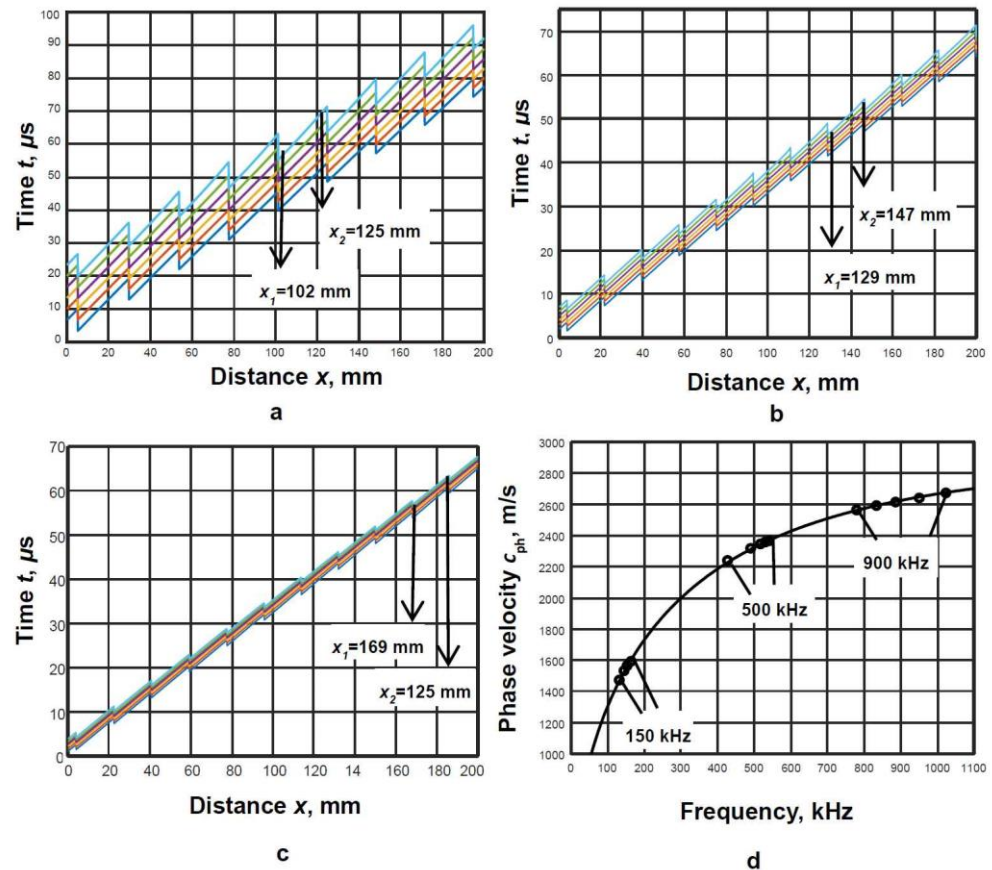 100
90
80
70
60
50
40
30
20
10
0
Time t, µs
x₂=125 mm
x₁=102 mm
0 20 40 60 80 100 120 140 160 180 200
Distance x, mm
a
70
60
50
40
30
20
10
0
Time t, µs
x₂=147 mm
x₁=129 mm
0 20 40 60 80 100 120 140 160 180 200
Distance x, mm
b
70
60
50
40
30
20
10
0
Time t, µs
x₁=169 mm
x₂=125 mm
0 20 40 60 80 100 120 14 160 180 200
Distance x, mm
c
3000
2800
2600
2400
2200
2000
1800
1600
1400
1200
1000
Phase velocity cph, m/s
900 kHz
500 kHz
150 kHz
0 100 200 300 400 500 600 700 800 900 1000 1100
Frequency, kHz
d